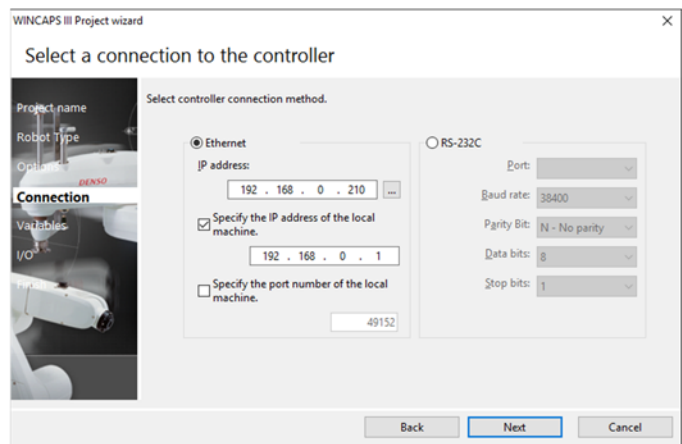 WINCAPS III Project wizard
Select a connection to the controller
Project name
Robot Type
Options
DENSO
Connection
Variables
I/O
Finish
Select controller connection method.
Ethernet
IP address:
192 . 168 . 0 . 210 ...
Specify the IP address of the local
machine.
192 . 168 . 0 . 1
Specify the port number of the local
machine.
49152
RS-232C
Port:
Baud rate: 38400
Parity Bit: N - No parity
Data bits: 8
Stop bits: 1
Back Next Cancel